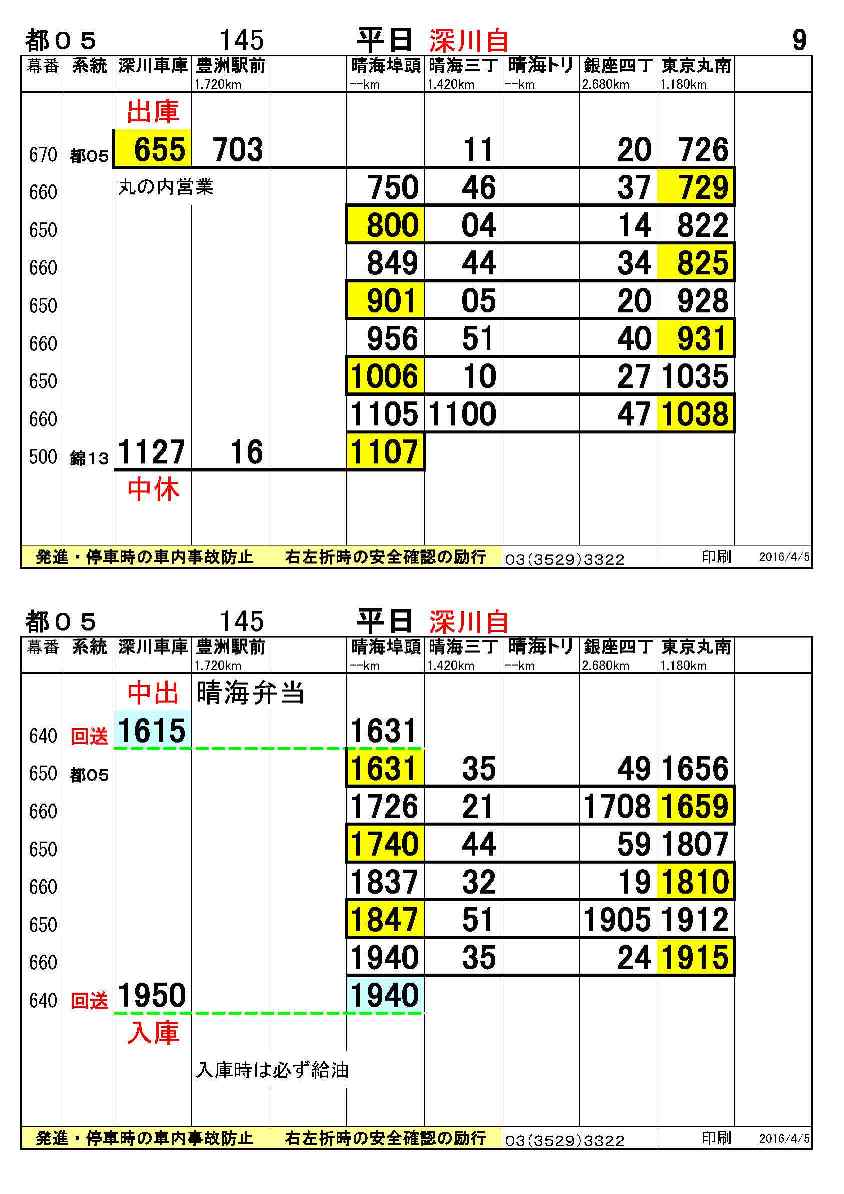 都０５ 145 平日 深川自 9
幕番 系統 深川車庫 豊洲駅前 晴海埠頭 晴海三丁 晴海トリ 銀座四丁 東京丸南
1.720km --km 1.420km --km 2.680km 1.180km
出庫
670 都05 655 703 11 20 726
660 丸の内営業 750 46 37 729
650 800 04 14 822
660 849 44 34 825
650 901 05 20 928
660 956 51 40 931
650 1006 10 27 1035
660 1105 1100 47 1038
500 錦13 1127 16 1107
中休
発進・停車時の車内事故防止 右左折時の安全確認の励行 03(3529)3322 印刷 2016/4/5
都０５ 145 平日 深川自
幕番 系統 深川車庫 豊洲駅前 晴海埠頭 晴海三丁 晴海トリ 銀座四丁 東京丸南
1.720km --km 1.420km --km 2.680km 1.180km
中出 晴海弁当
640 回送 1615 1631
650 都05 1631 35 49 1656
660 1726 21 1708 1659
650 1740 44 59 1807
660 1837 32 19 1810
650 1847 51 1905 1912
660 1940 35 24 1915
640 回送 1950 1940
入庫
入庫時は必ず給油
発進・停車時の車内事故防止 右左折時の安全確認の励行 03(3529)3322 印刷 2016/4/5